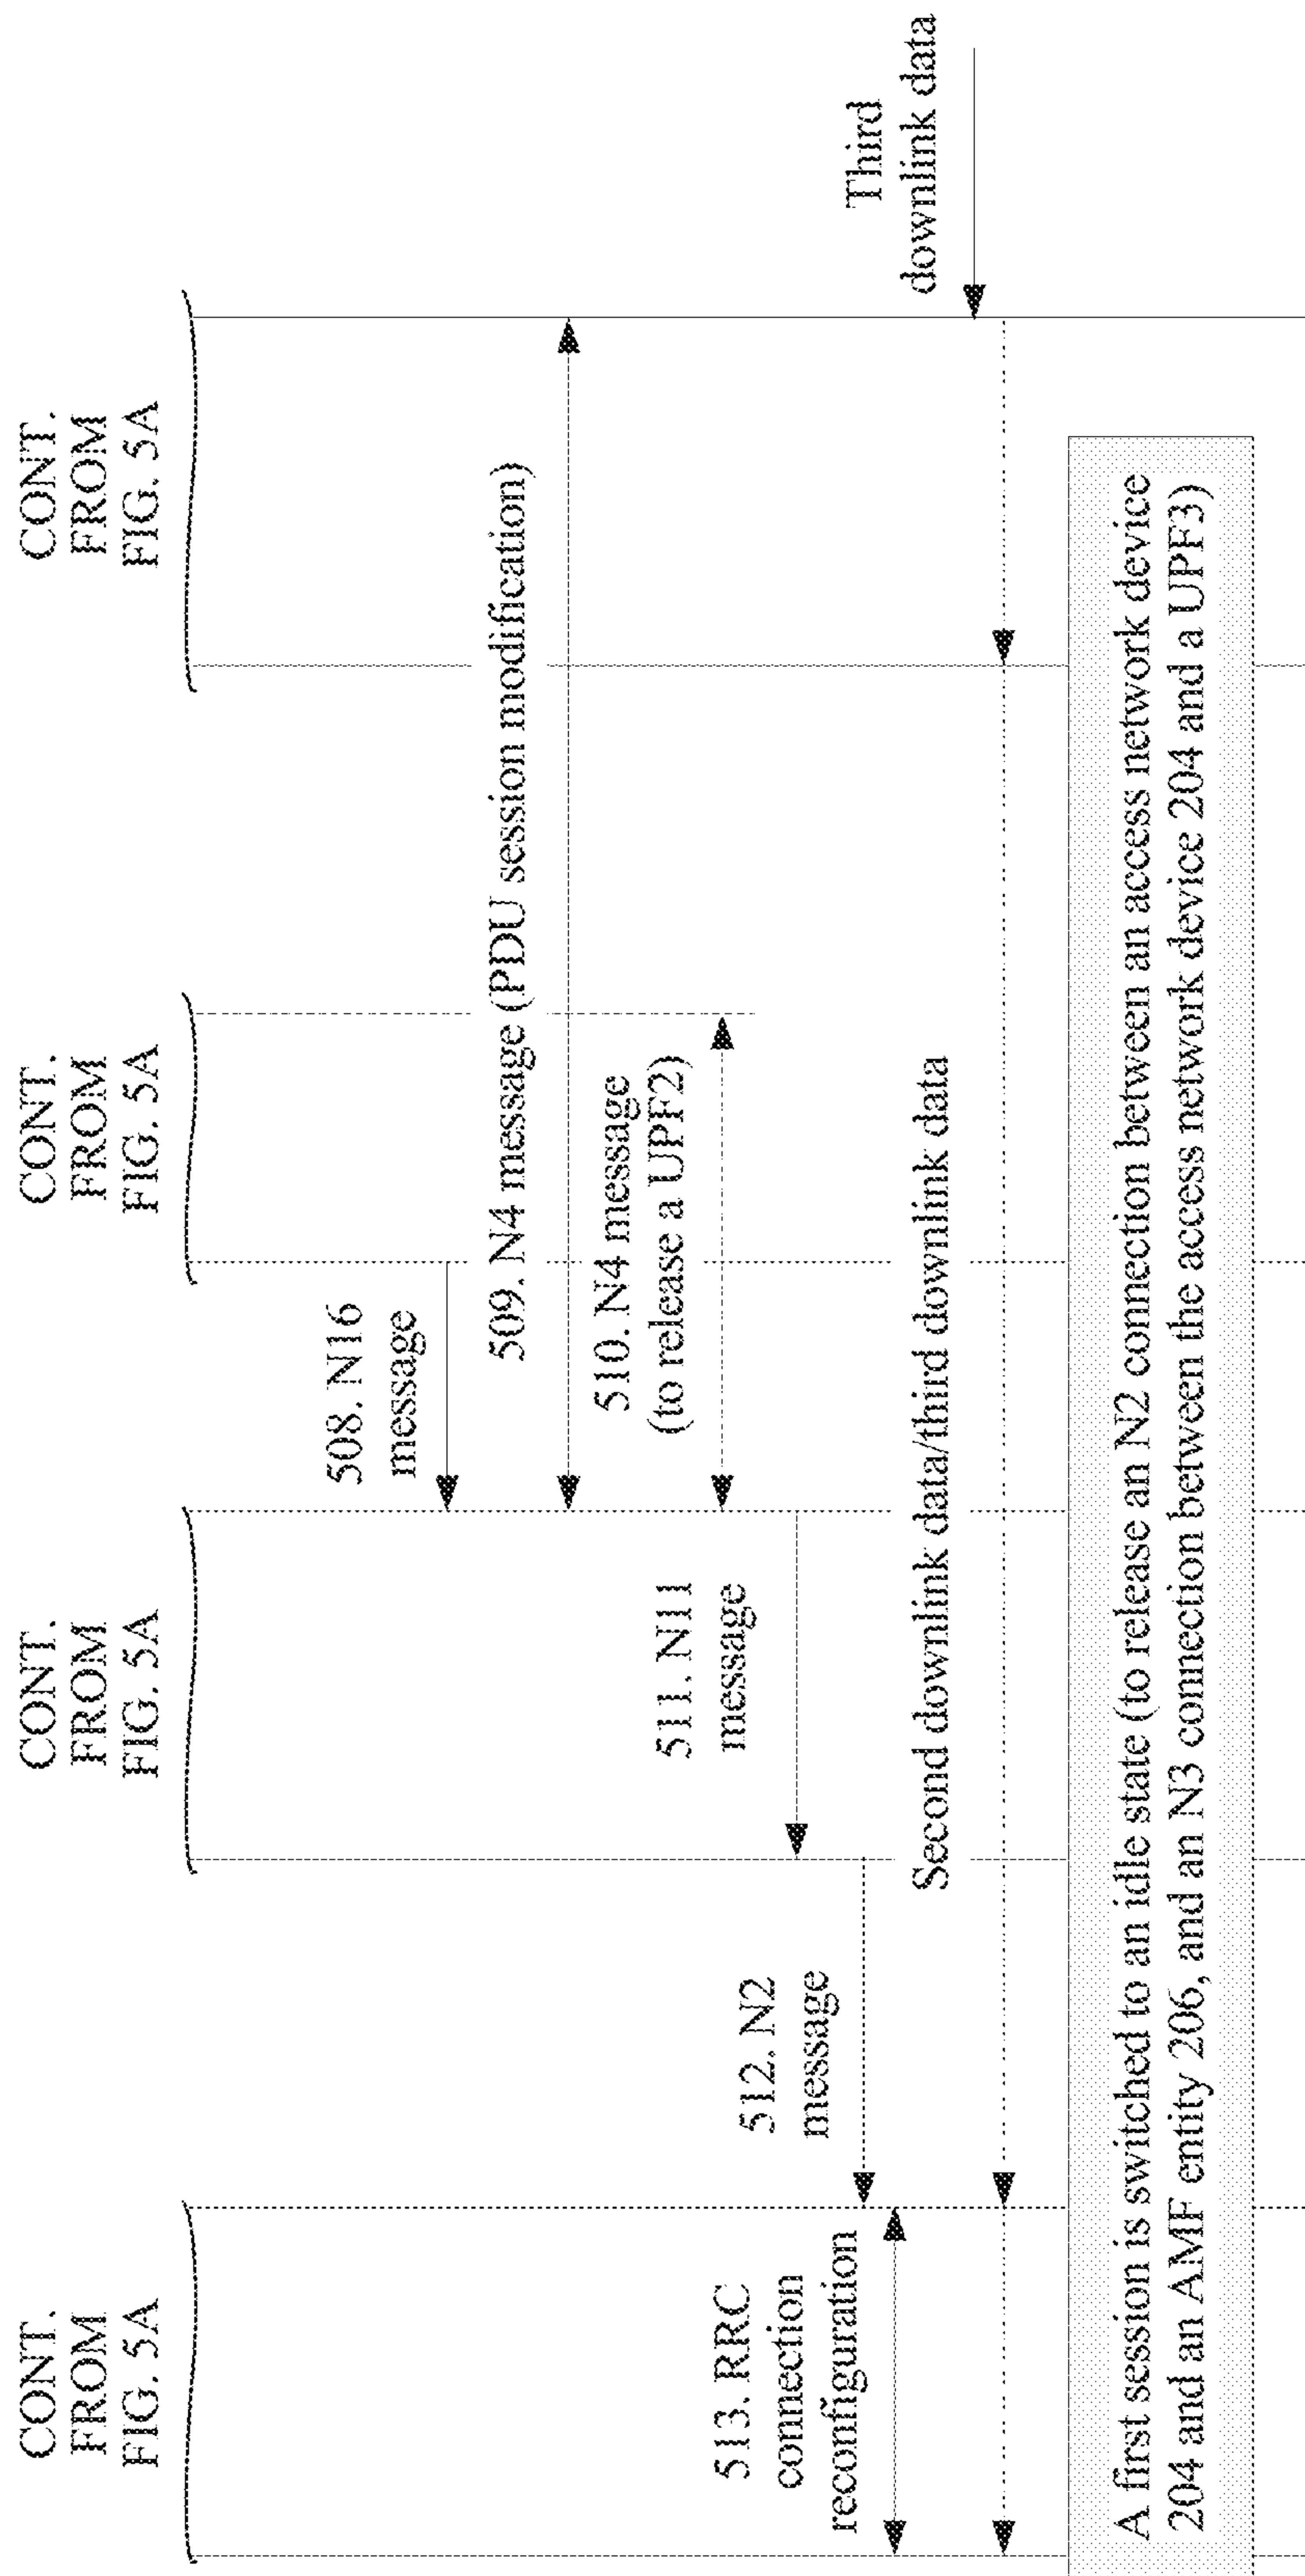 CONT.
FROM
FIG. 5A
CONT.
FROM
FIG. 5A
CONT.
FROM
FIG. 5A
CONT.
FROM
FIG. 5A
508. N16
message
509. N4 message (PDU session modification)
510. N4 message
(to release a UPF2)
511. N11
message
512. N2
message
513. RRC
connection
reconfiguration
Third
downlink data
Second downlink data/third downlink data
A first session is switched to an idle state (to release an N2 connection between an access network device
204 and an AMF entity 206, and an N3 connection between the access network device 204 and a UPF3)